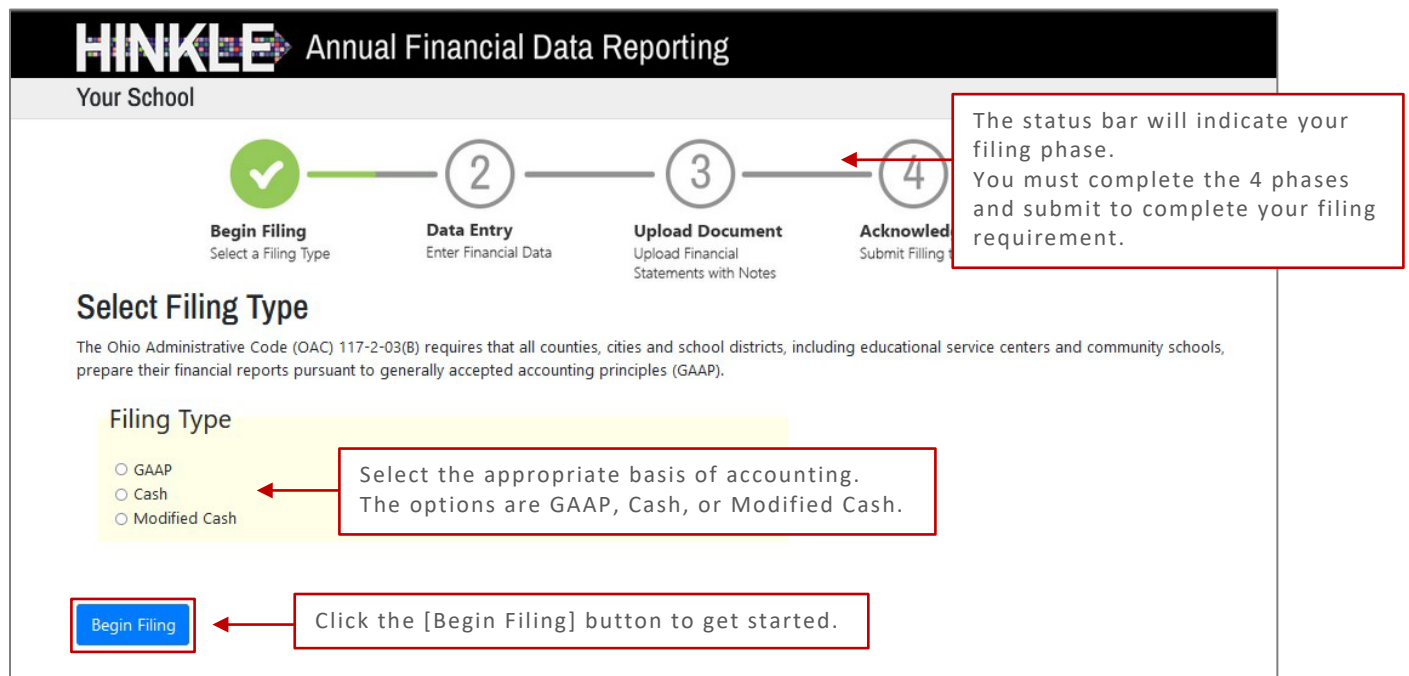 HINKLE Annual Financial Data Reporting
Your School
The status bar will indicate your
filing phase.
You must complete the 4 phases
and submit to complete your filing
requirement.
2
3
4
Begin Filing
Select a Filing Type
Data Entry
Enter Financial Data
Upload Document
Upload Financial
Statements with Notes
Acknowled
Submit Filling t
Select Filing Type
The Ohio Administrative Code (OAC) 117-2-03(B) requires that all counties, cities and school districts, including educational service centers and community schools,
prepare their financial reports pursuant to generally accepted accounting principles (GAAP).
Filing Type
GAAP
Cash
Modified Cash
Select the appropriate basis of accounting.
The options are GAAP, Cash, or Modified Cash.
Begin Filing
Click the [Begin Filing] button to get started.